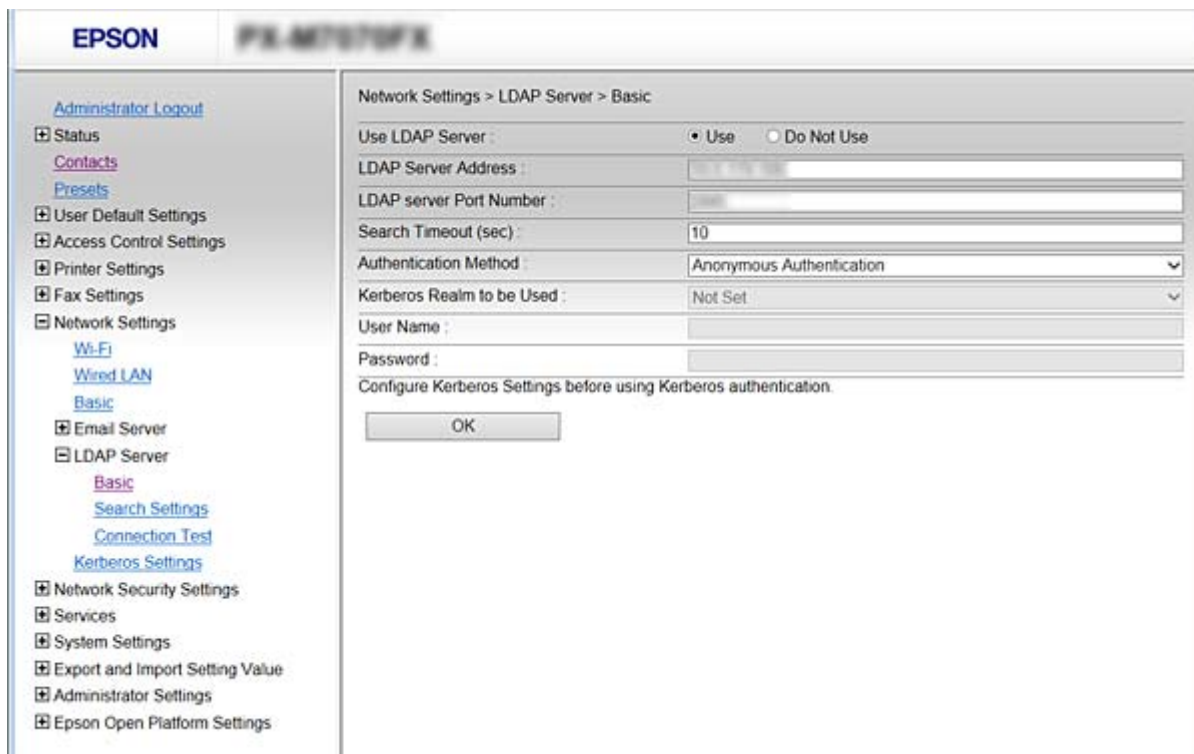 EPSON
Administrator Logout
Status
Contacts
Presets
User Default Settings
Access Control Settings
Printer Settings
Fax Settings
Network Settings
Wi-Fi
Wired LAN
Basic
Email Server
LDAP Server
Basic
Search Settings
Connection Test
Kerberos Settings
Network Security Settings
Services
System Settings
Export and Import Setting Value
Administrator Settings
Epson Open Platform Settings
Network Settings > LDAP Server > Basic
Use LDAP Server : Use Do Not Use
LDAP Server Address :
LDAP server Port Number :
Search Timeout (sec) : 10
Authentication Method : Anonymous Authentication
Kerberos Realm to be Used : Not Set
User Name :
Password :
Configure Kerberos Settings before using Kerberos authentication.
OK